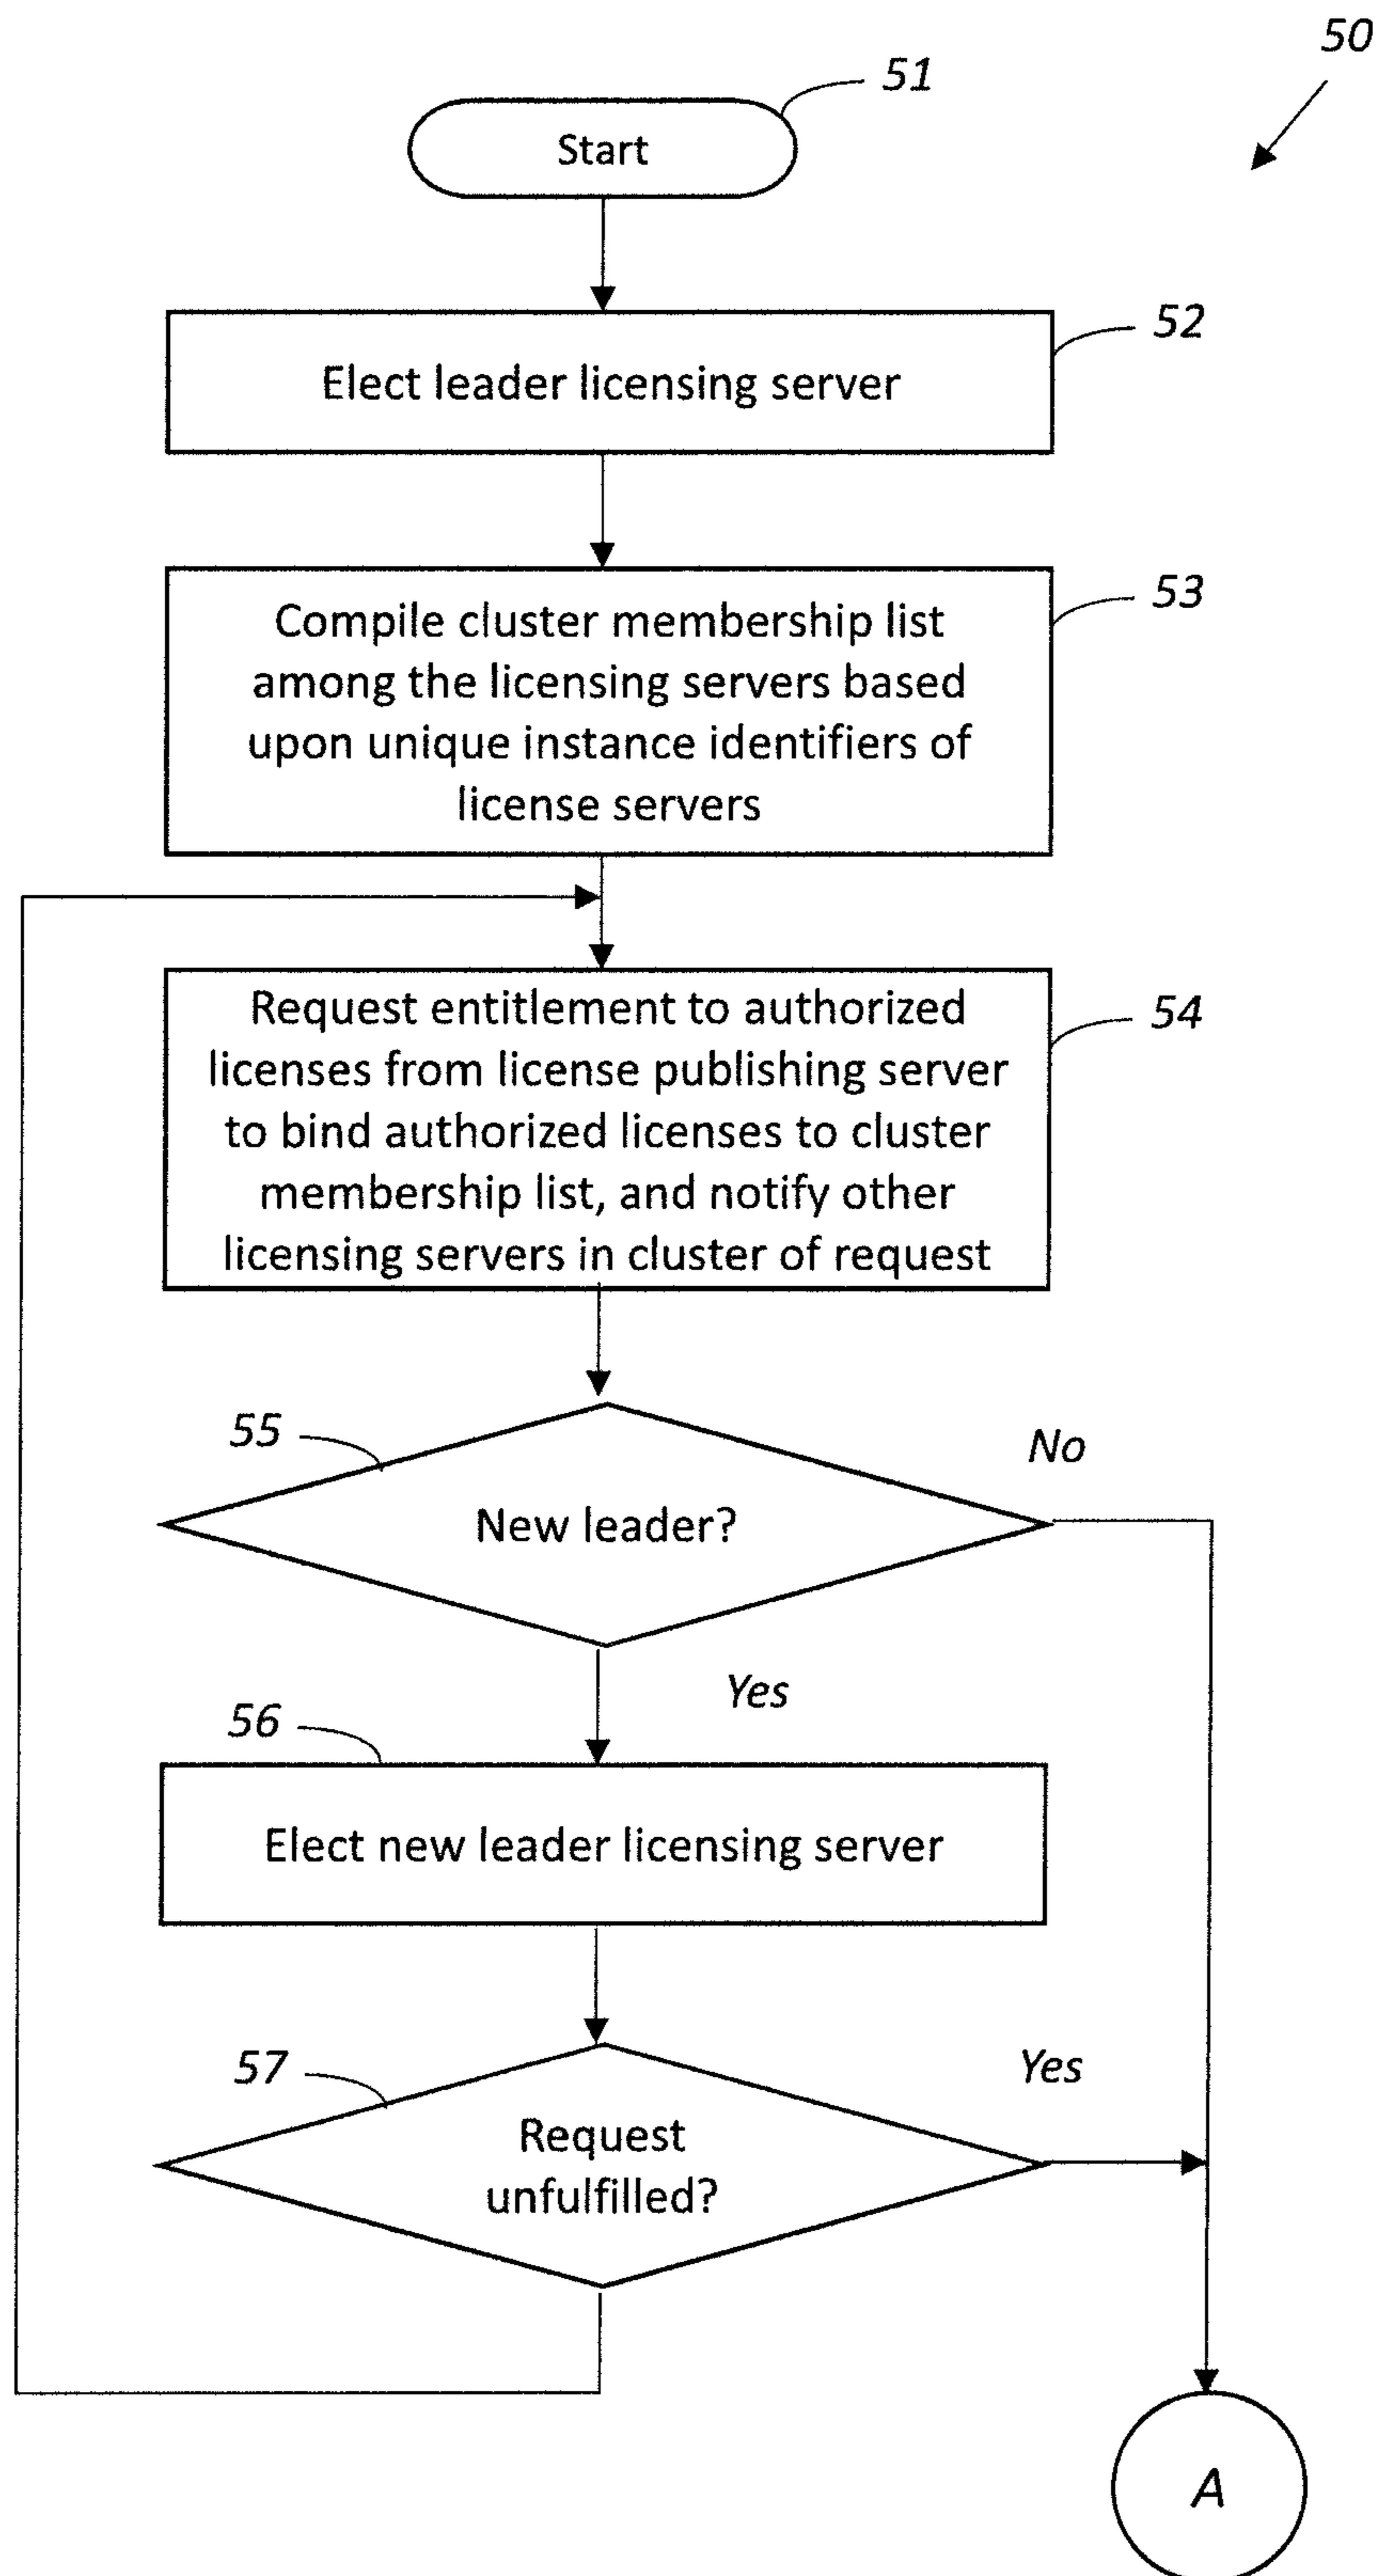 50
51
Start
52
Elect leader licensing server
53
Compile cluster membership list
among the licensing servers based
upon unique instance identifiers of
license servers
54
Request entitlement to authorized
licenses from license publishing server
to bind authorized licenses to cluster
membership list, and notify other
licensing servers in cluster of request
55
No
New leader?
Yes
56
Elect new leader licensing server
57
Yes
Request
unfulfilled?
A